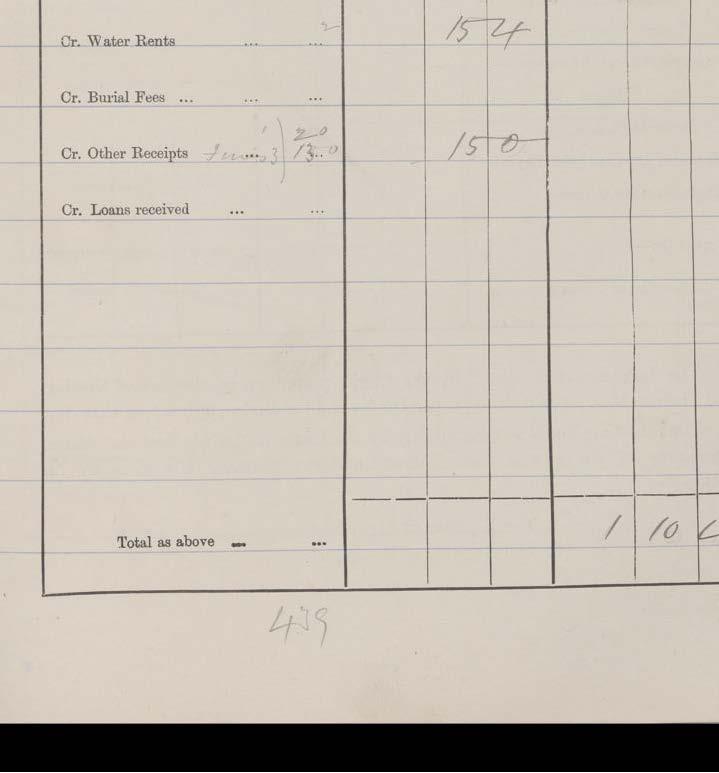 2
Cr. Water Rents ... ... 15 4
Cr. Burial Fees ... ... ...
1 2 0
Cr. Other Receipts ... 3 13 .. 0 15 0
Cr. Loans received ... ...
Total as above ... ... 1 10
439